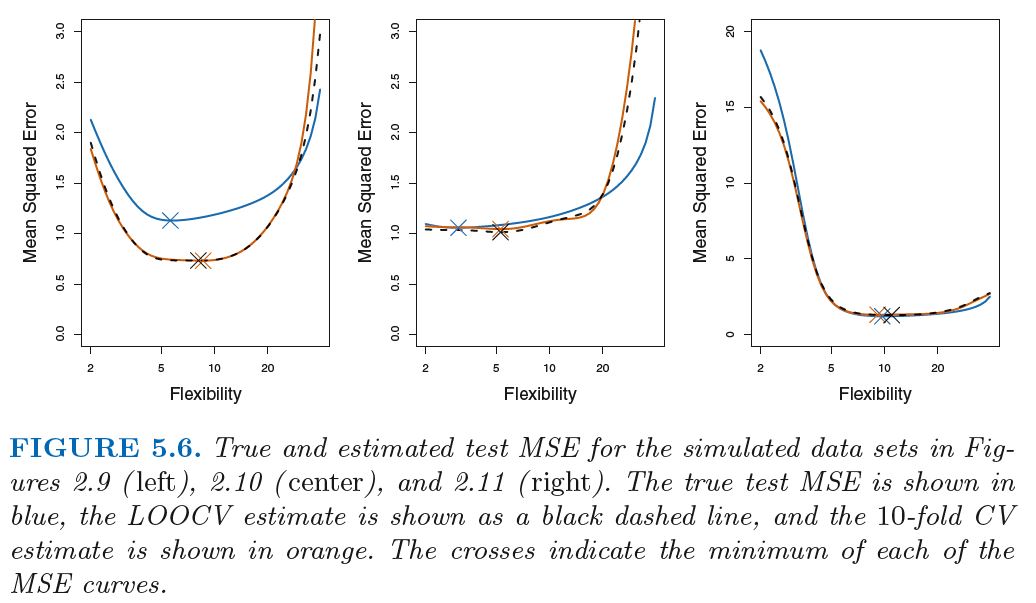 0.0 0.5 1.0 1.5 2.0 2.5 3.0
Mean Squared Error
2 5 10 20
Flexibility
0.0 0.5 1.0 1.5 2.0 2.5 3.0
Mean Squared Error
2 5 10 20
Flexibility
0 5 10 15 20
Mean Squared Error
2 5 10 20
Flexibility
FIGURE 5.6. True and estimated test MSE for the simulated data sets in Fig-
ures 2.9 (left), 2.10 (center), and 2.11 (right). The true test MSE is shown in
blue, the LOOCV estimate is shown as a black dashed line, and the 10-fold CV
estimate is shown in orange. The crosses indicate the minimum of each of the
MSE curves.